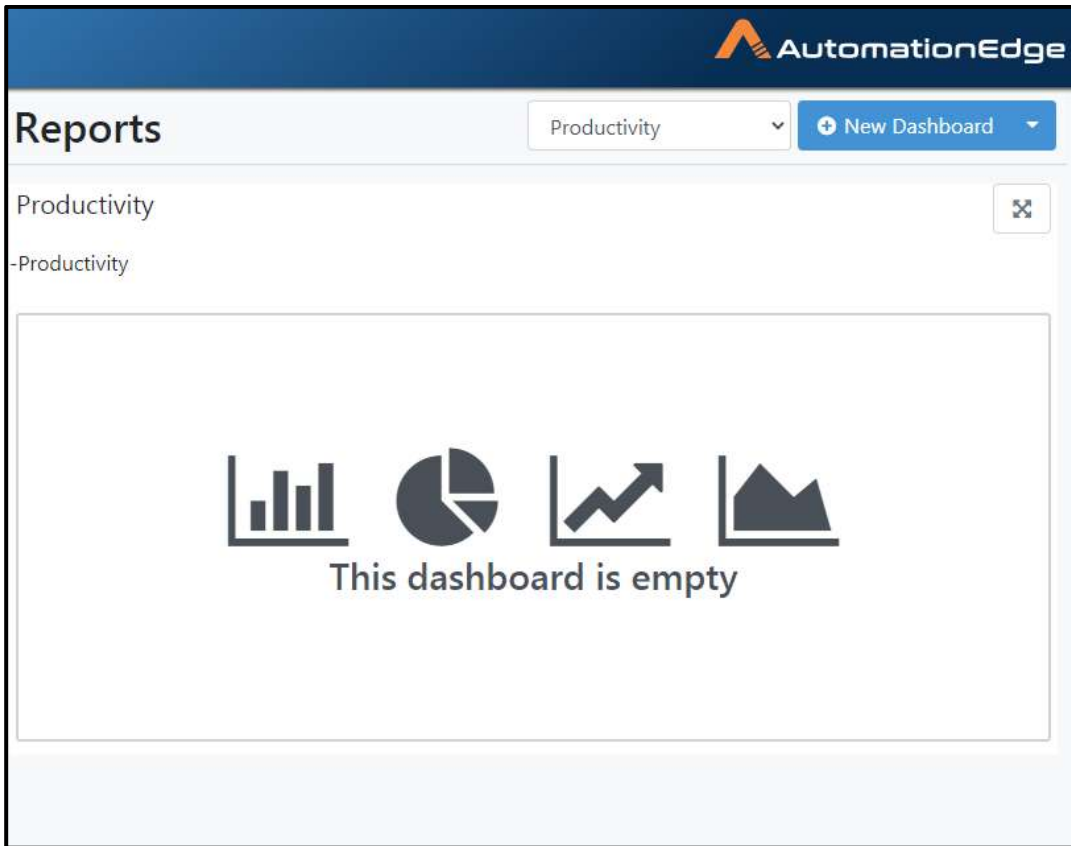 AutomationEdge
Reports
Productivity
New Dashboard
Productivity
-Productivity
This dashboard is empty